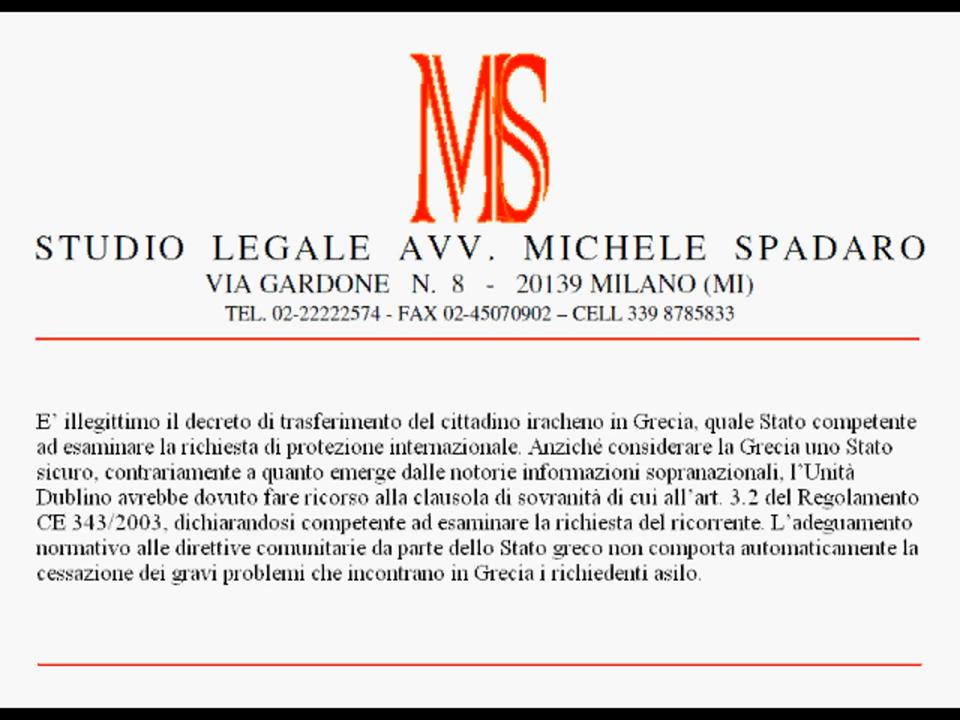 MS
STUDIO LEGALE AVV. MICHELE SPADARO
VIA GARDONE N. 8 - 20139 MILANO (MI)
TEL. 02-22222574 - FAX 02-45070902 – CELL 339 8785833
E’ illegittimo il decreto di trasferimento del cittadino iracheno in Grecia, quale Stato competente
ad esaminare la richiesta di protezione internazionale. Anziché considerare la Grecia uno Stato
sicuro, contrariamente a quanto emerge dalle notorie informazioni sopranazionali, l’Unità
Dublino avrebbe dovuto fare ricorso alla clausola di sovranità di cui all’art. 3.2 del Regolamento
CE 343/2003, dichiarandosi competente ad esaminare la richiesta del ricorrente. L’adeguamento
normativo alle direttive comunitarie da parte dello Stato greco non comporta automaticamente la
cessazione dei gravi problemi che incontrano in Grecia i richiedenti asilo.